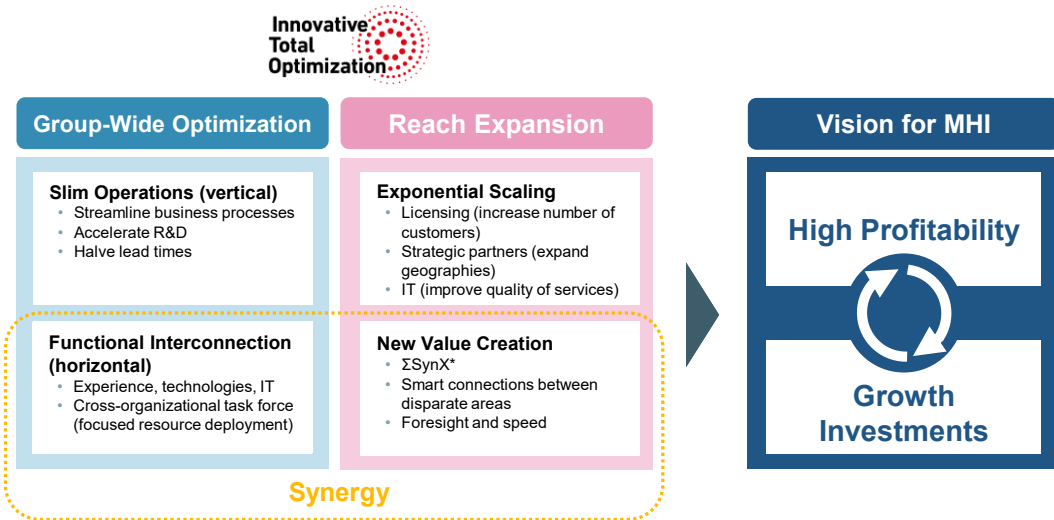 Innovative
Total
Optimization
Group-Wide Optimization
Reach Expansion
Vision for MHI
Slim Operations (vertical)
• Streamline business processes
• Accelerate R&D
• Halve lead times
Exponential Scaling
• Licensing (increase number of
customers)
• Strategic partners (expand
geographies)
• IT (improve quality of services)
High Profitability
Functional Interconnection
(horizontal)
• Experience, technologies, IT
• Cross-organizational task force
(focused resource deployment)
New Value Creation
• ΣSynX*
• Smart connections between
disparate areas
• Foresight and speed
Growth
Investments
Synergy